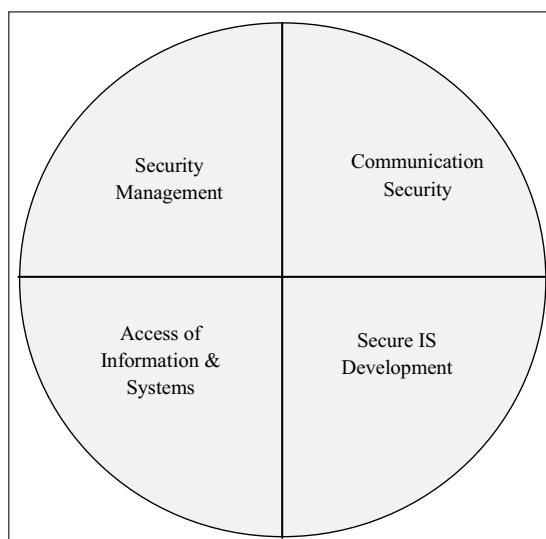 Security
Management
Communication
Security
Access of
Information &
Systems
Secure IS
Development